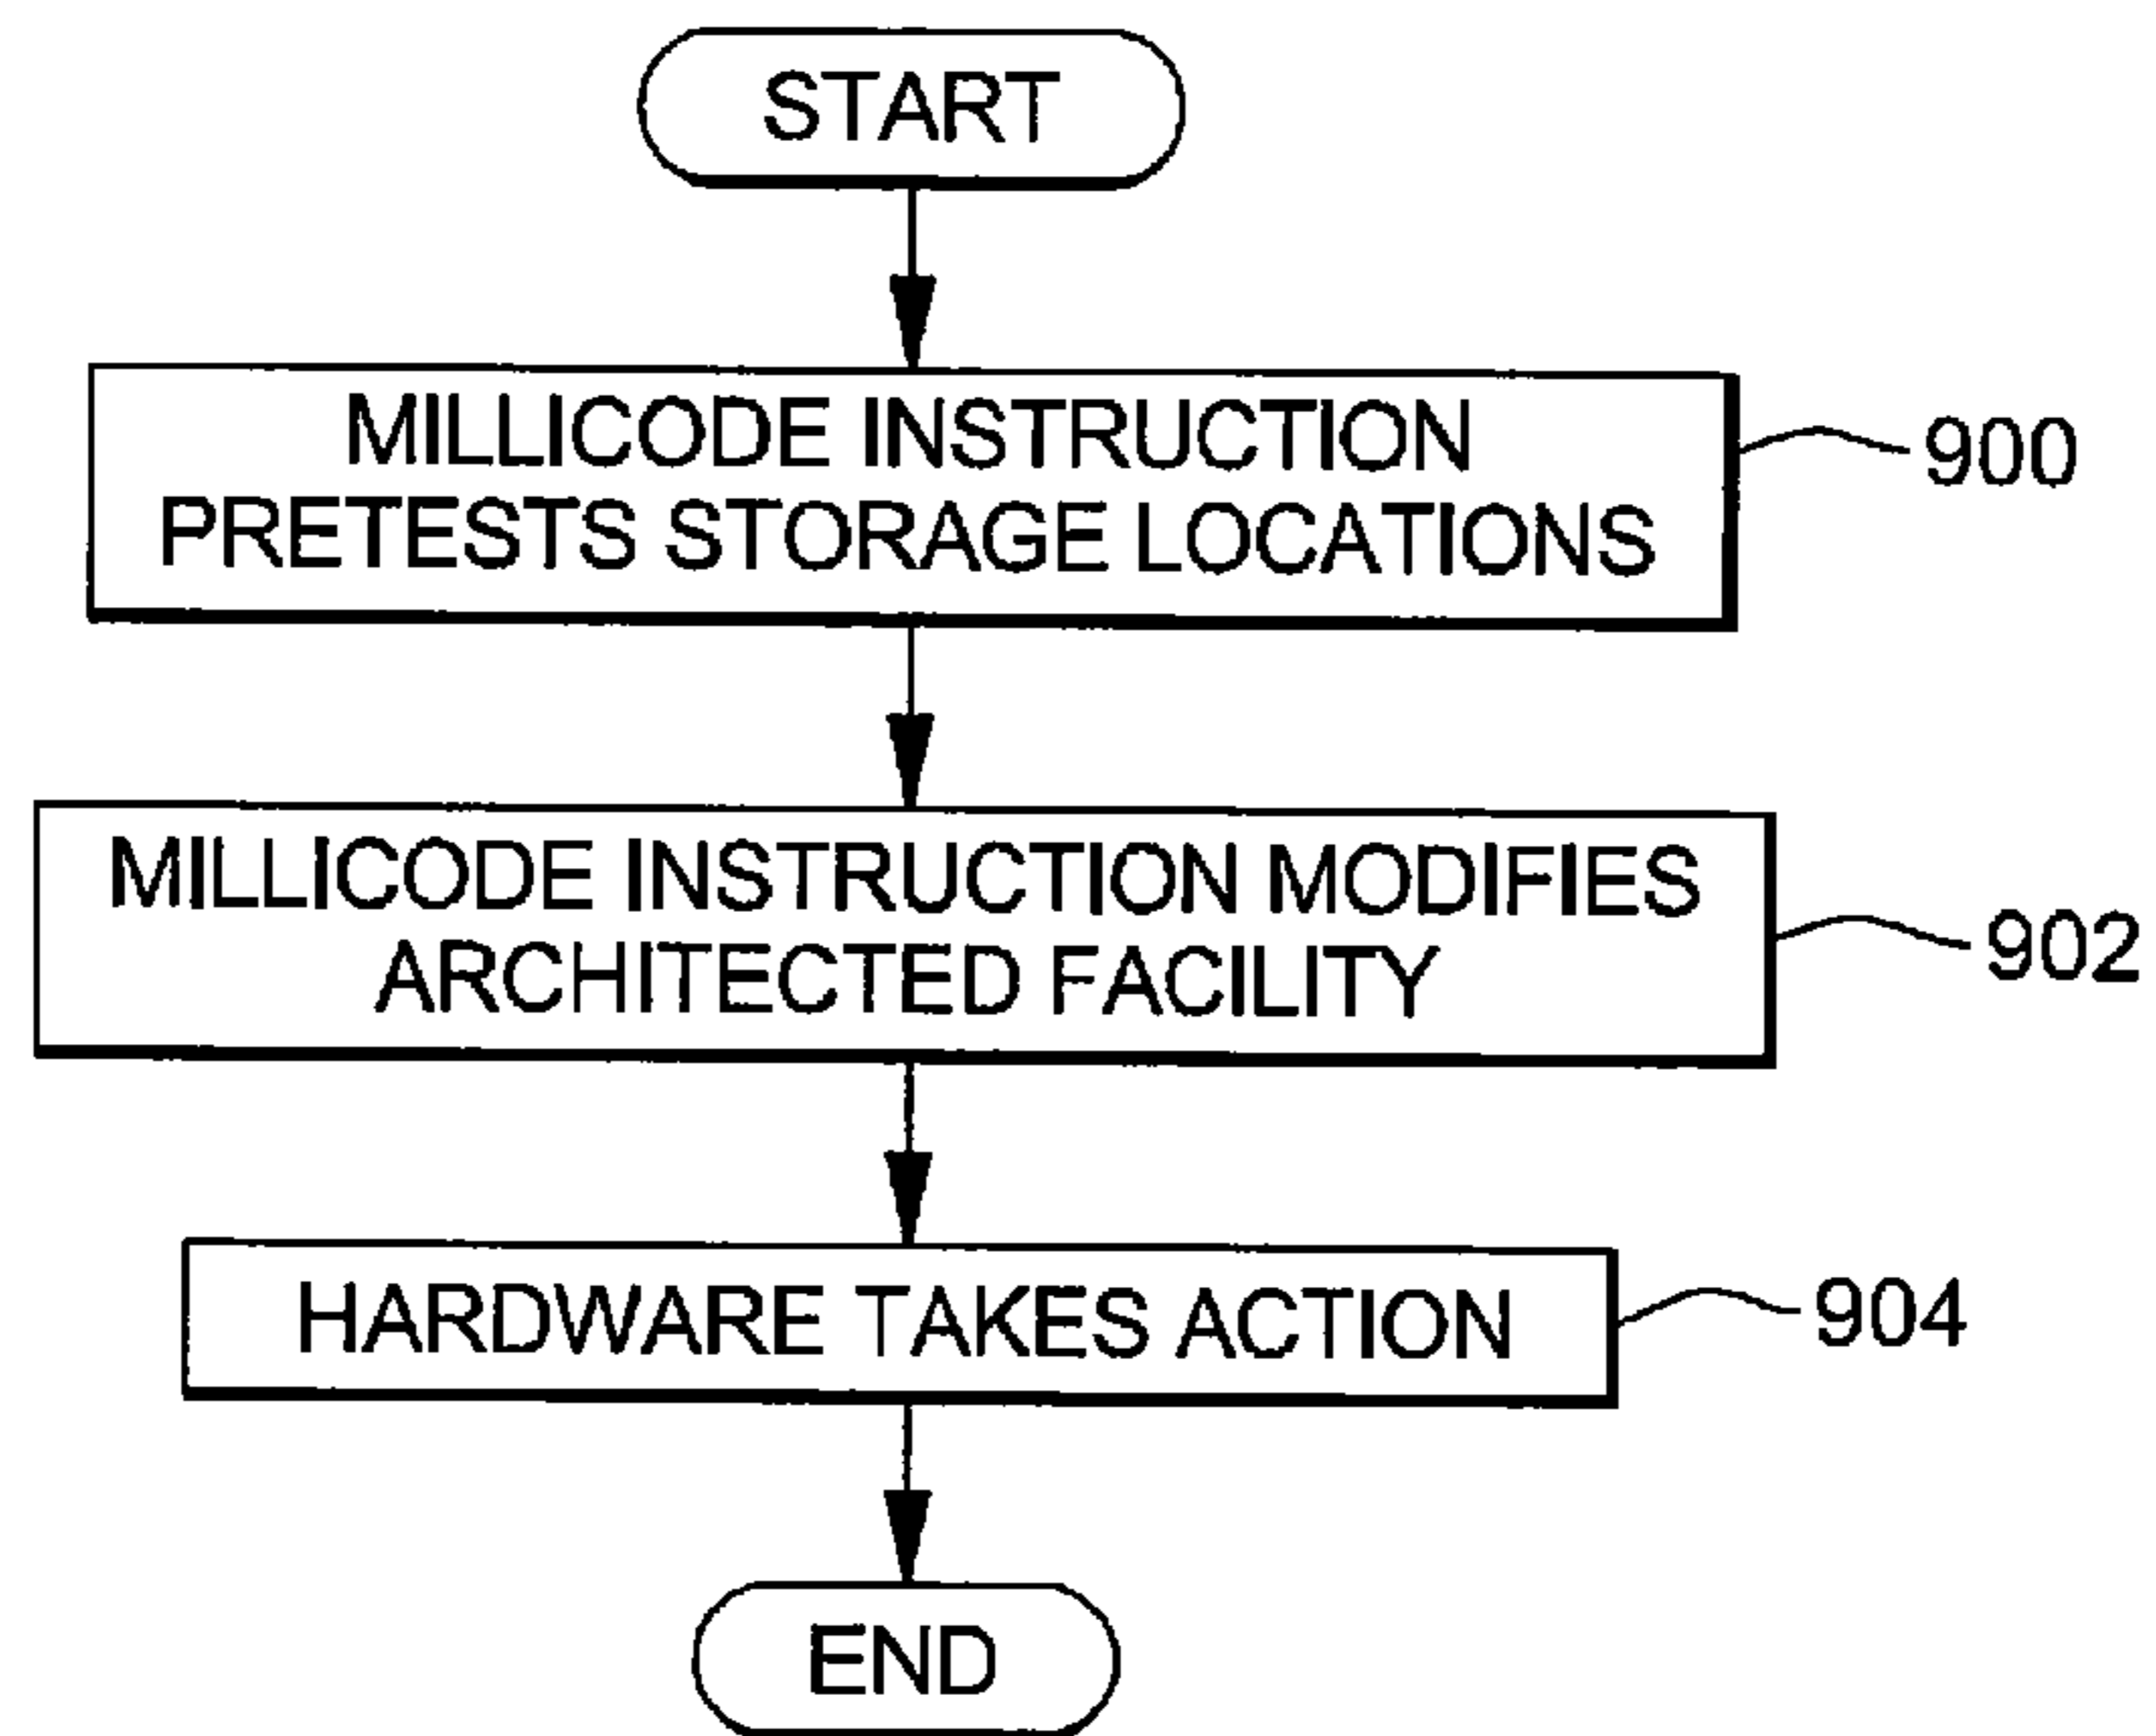 START
MILLICODE INSTRUCTION
PRETESTS STORAGE LOCATIONS
900
MILLICODE INSTRUCTION MODIFIES
ARCHITECTED FACILITY
902
HARDWARE TAKES ACTION
904
END